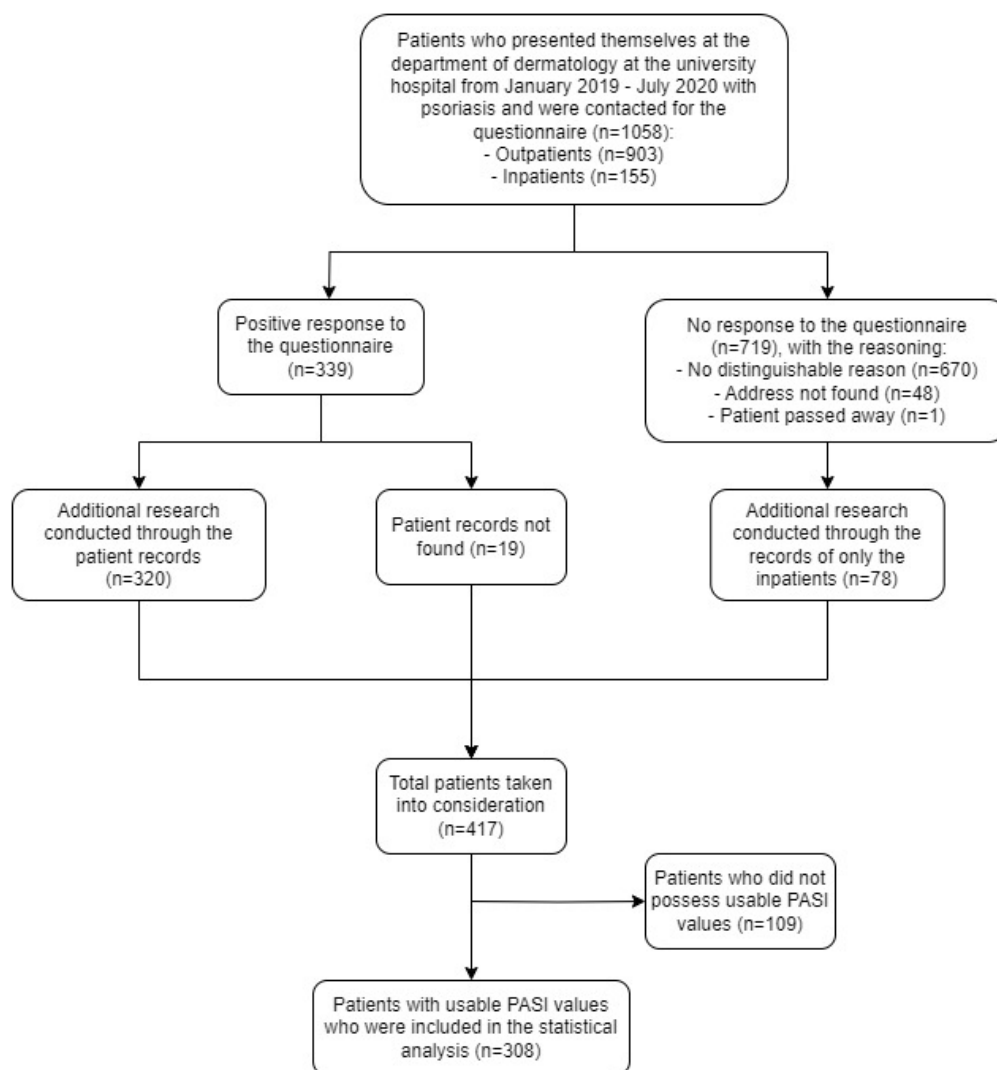 Patients who presented themselves at the
department of dermatology at the university
hospital from January 2019 - July 2020 with
psoriasis and were contacted for the
questionnaire (n=1058):
- Outpatients (n=903)
- Inpatients (n=155)
Positive response to
the questionnaire
(n=339)
No response to the questionnaire
(n=719), with the reasoning:
- No distinguishable reason (n=670)
- Address not found (n=48)
- Patient passed away (n=1)
Additional research
conducted through the
patient records
(n=320)
Patient records not
found (n=19)
Additional research
conducted through the
records of only the
inpatients (n=78)
Total patients taken
into consideration
(n=417)
Patients who did not
possess usable PASI
values (n=109)
Patients with usable PASI values
who were included in the statistical
analysis (n=308)